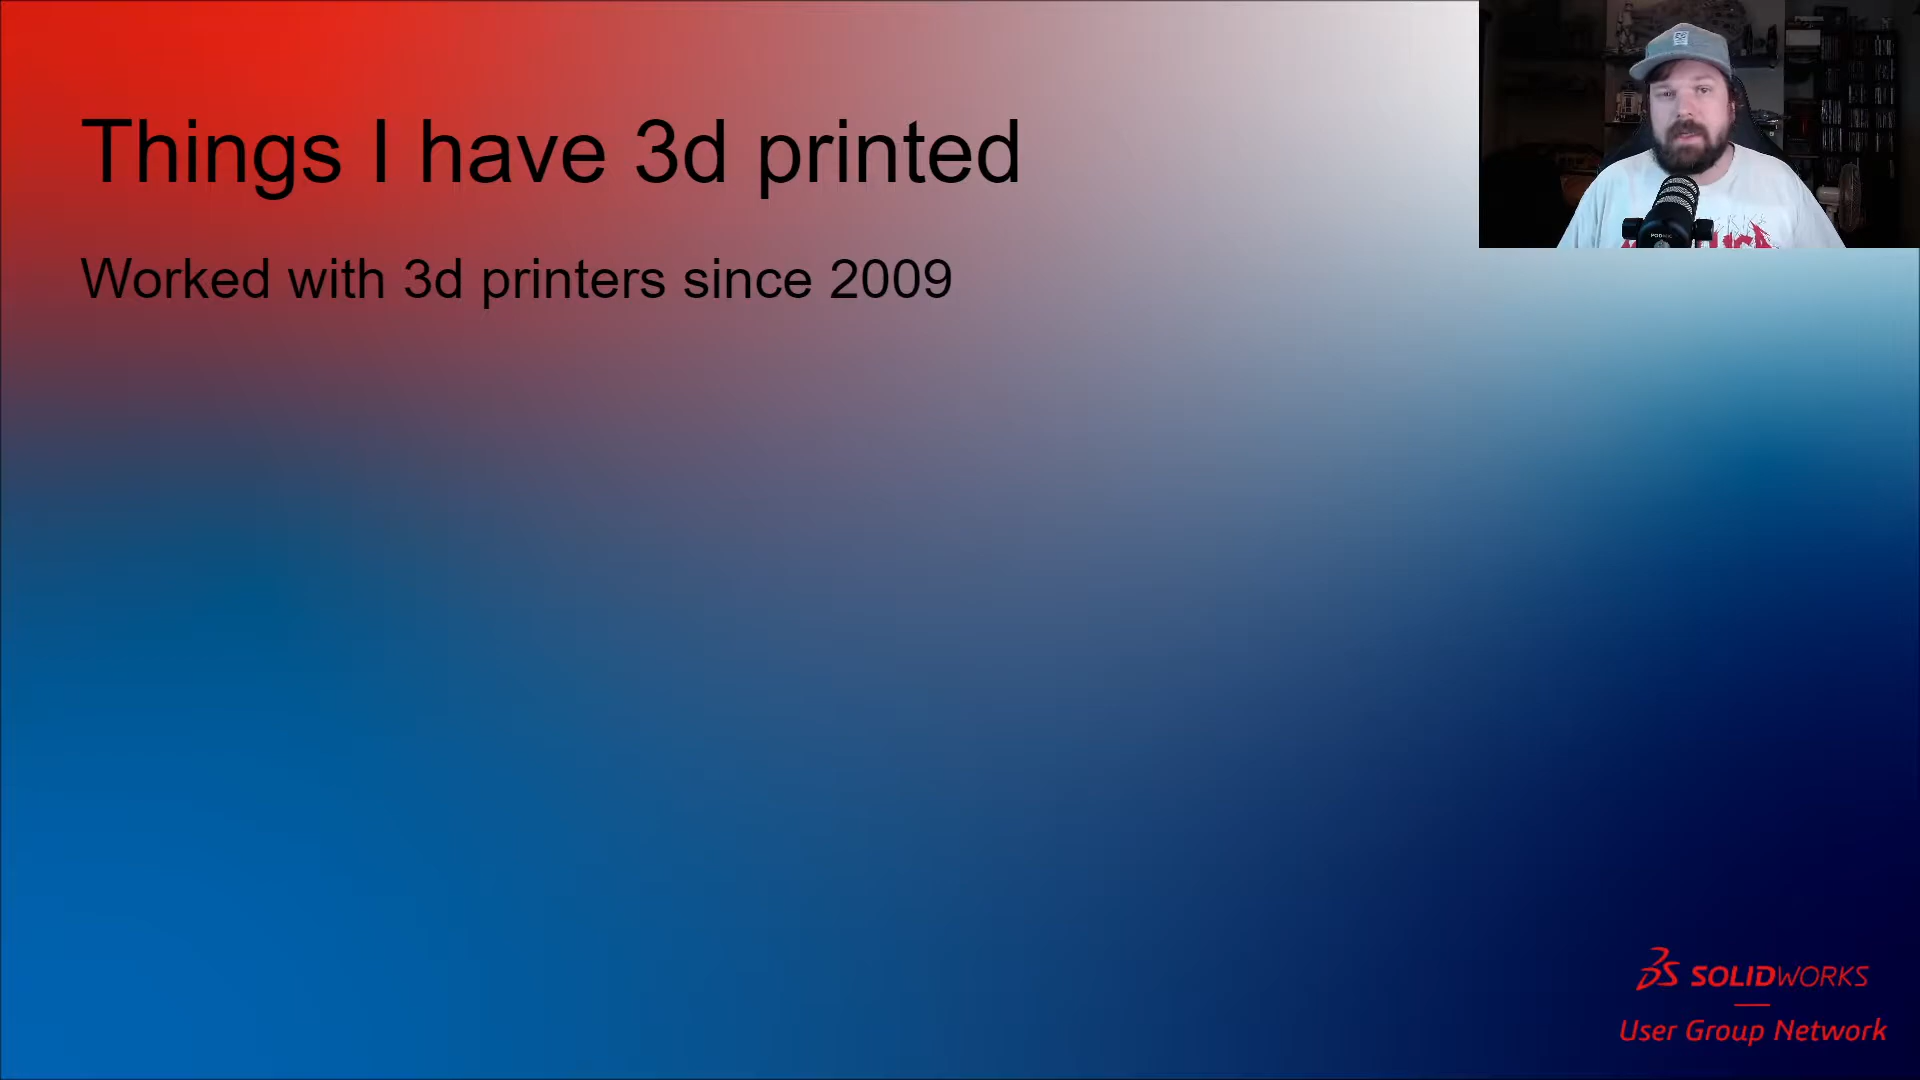 Things I have 3d printed
Worked with 3d printers since 2009
SOLIDWORKS
User Group Network